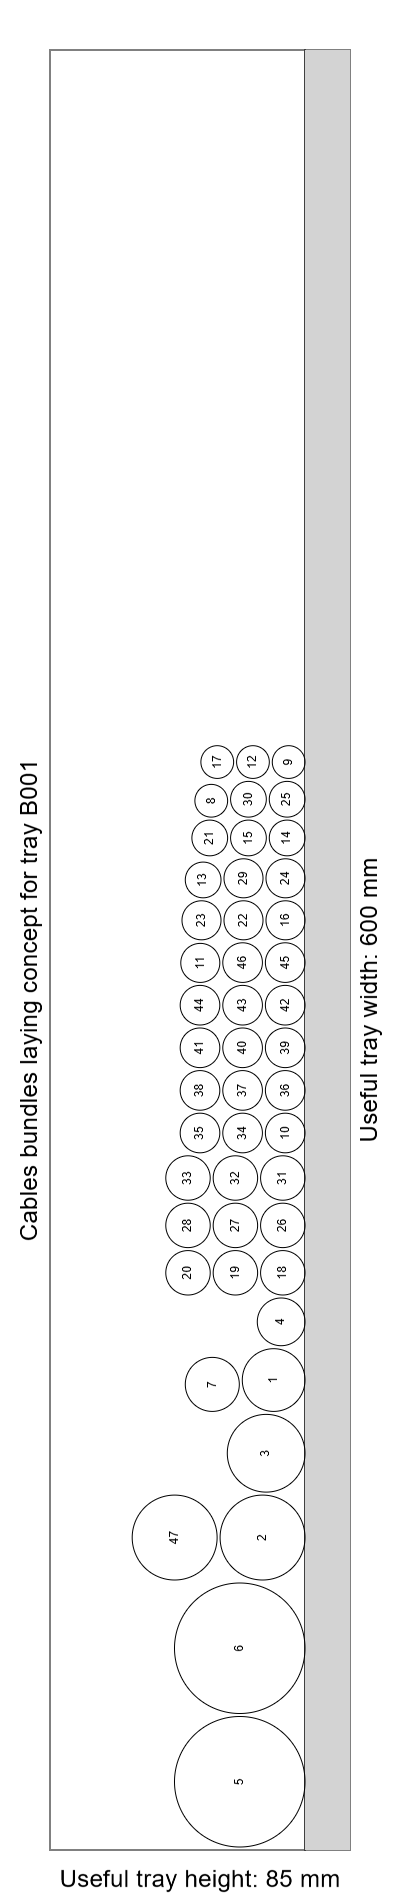 Cables bundles laying concept for tray B001
17 12 9
8 30 25
21 15 14
13 29 24
23 22 16
11 46 45
44 43 42
41 40 39
38 37 36
35 34 10
33 32 31
28 27 26
20 19 18
4
7 1
3
47 2
6
5
Useful tray width: 600 mm
Useful tray height: 85 mm